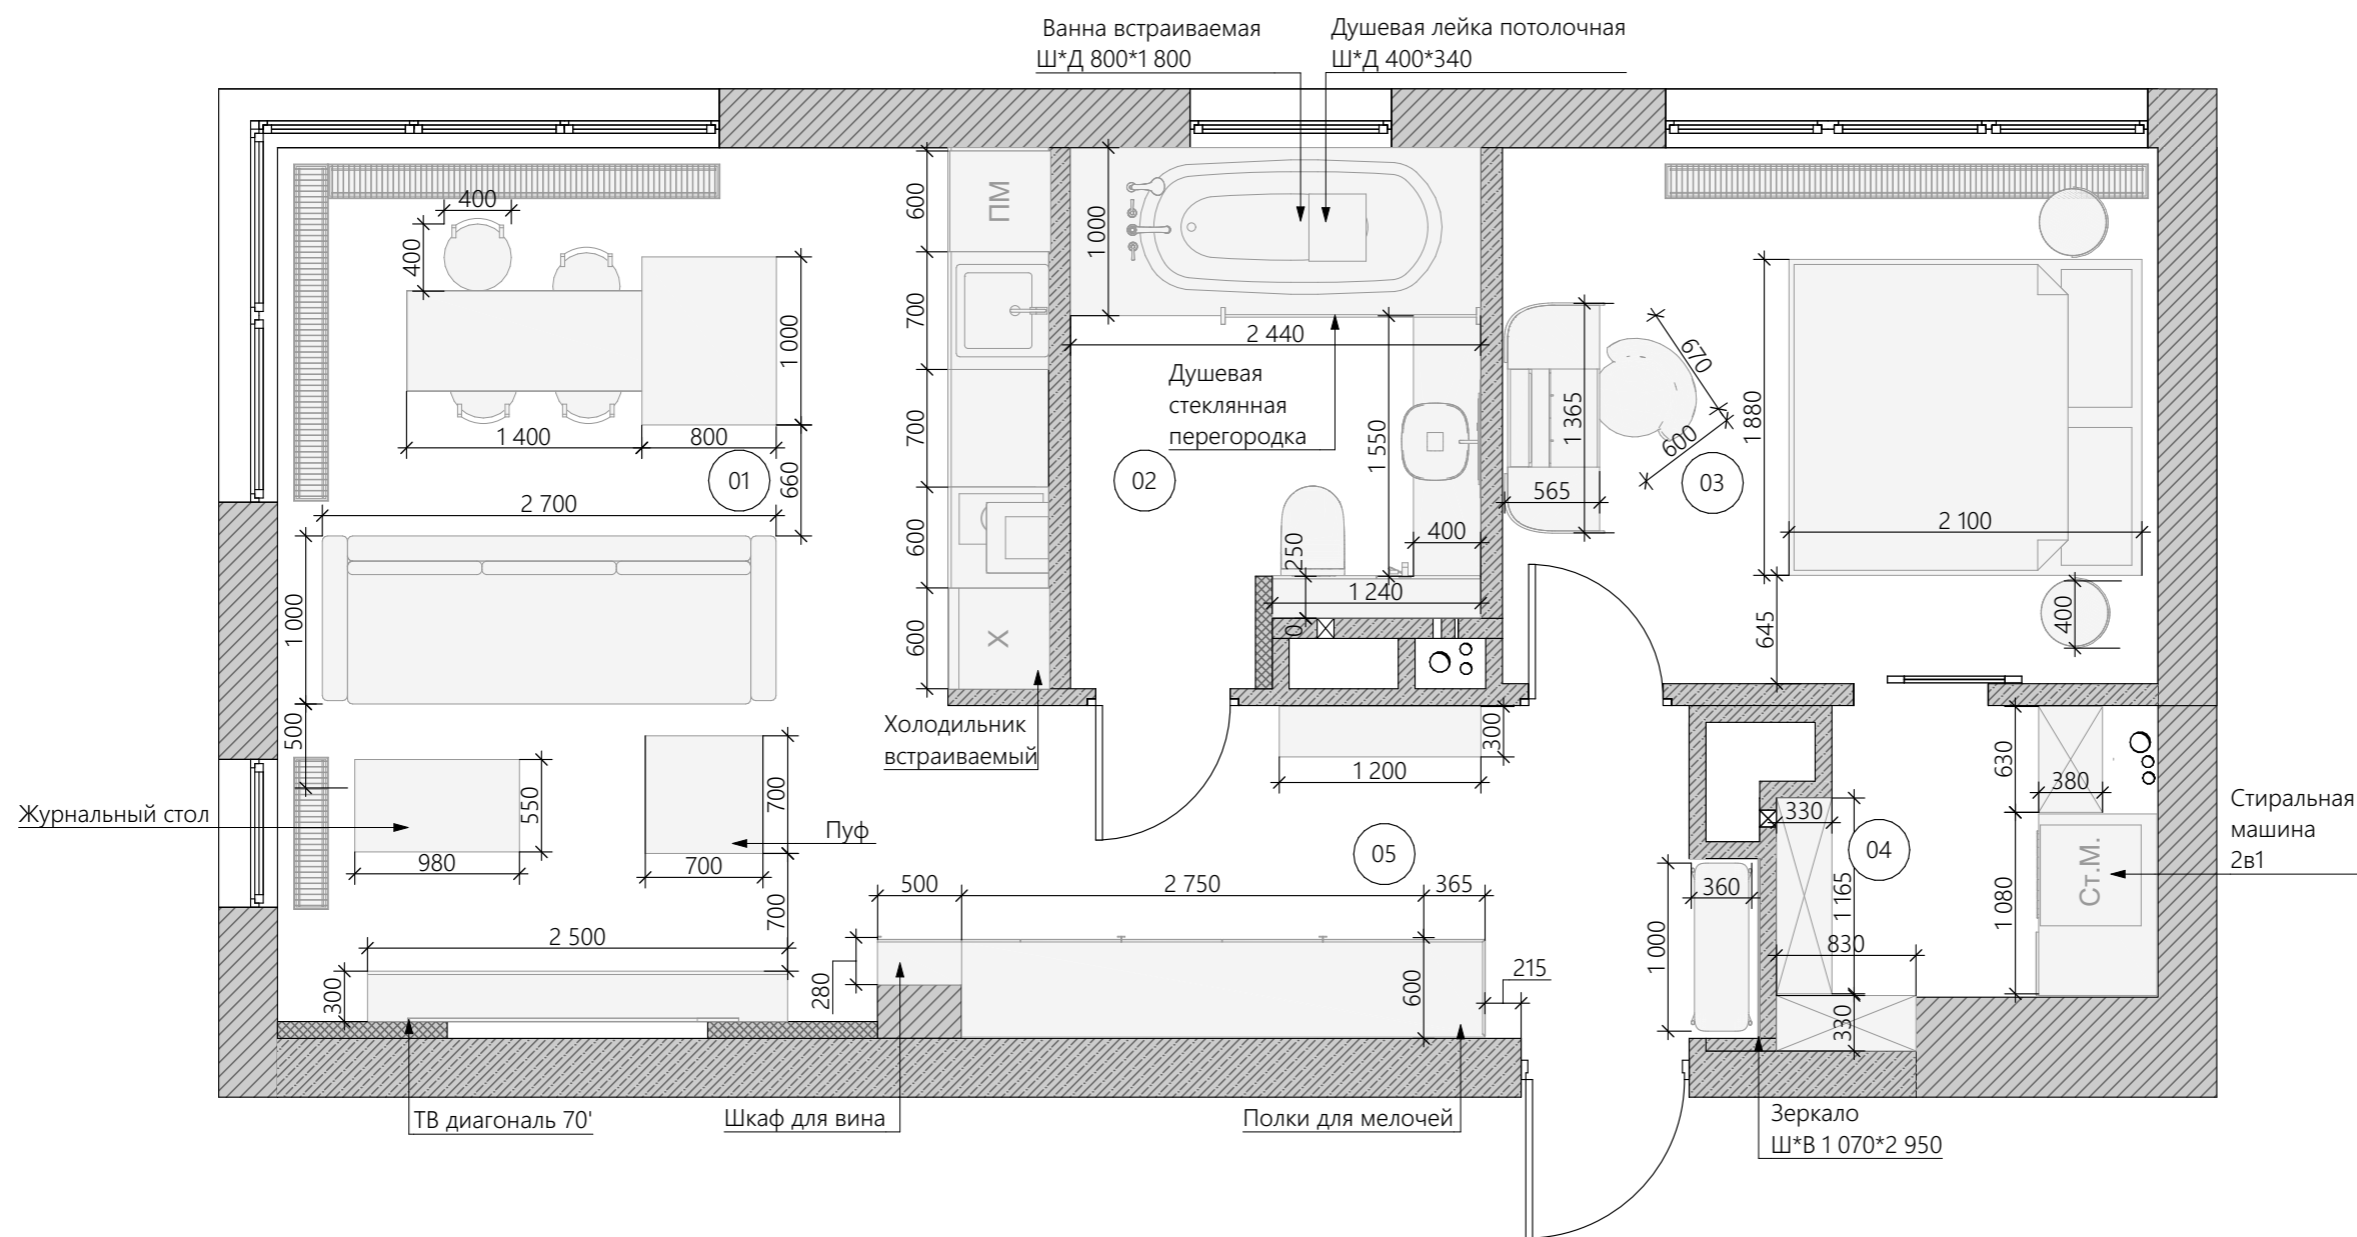 Ванна встраиваемая
Ш*Д 800*1 800
Душевая лейка потолочная
Ш*Д 400*340
400
400
1 000
1 400
800
660
01
2 700
1 000
500
600
ПМ
700
700
600
600
Х
1 000
2 440
Душевая
стеклянная
перегородка
02
1 550
400
250
1 240
0
1 365
565
670
600
03
1 880
2 100
645
400
Холодильник
встраиваемый
300
1 200
Журнальный стол
550
980
700
700
Пуф
700
2 500
300
500
2 750
365
280
600
215
05
360
1 000
330
1 165
04
830
330
630
380
1 080
Ст.М.
Стиральная
машина
2в1
ТВ диагональ 70'
Шкаф для вина
Полки для мелочей
Зеркало
Ш*В 1 070*2 950